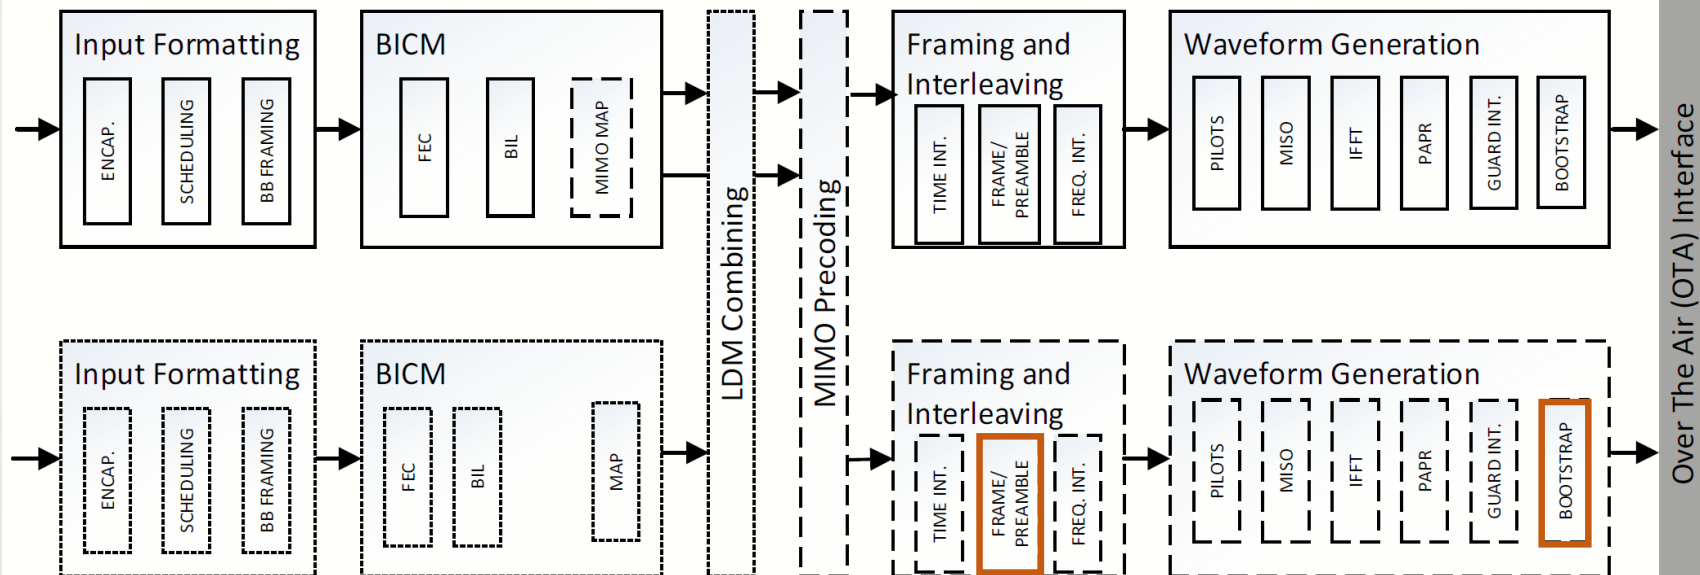 Input Formatting
ENCAP.
SCHEDULING
BB FRAMING
BICM
FEC
BIL
MIMO MAP
LDM Combining
MIMO Precoding
Framing and
Interleaving
TIME INT.
FRAME/
PREAMBLE
FREQ. INT.
Waveform Generation
PILOTS
MISO
IFFT
PAPR
GUARD INT.
BOOTSTRAP
Over The Air (OTA) Interface
Input Formatting
ENCAP.
SCHEDULING
BB FRAMING
BICM
FEC
BIL
MAP
Framing and
Interleaving
TIME INT.
FRAME/
PREAMBLE
FREQ. INT.
Waveform Generation
PILOTS
MISO
IFFT
PAPR
GUARD INT.
BOOTSTRAP